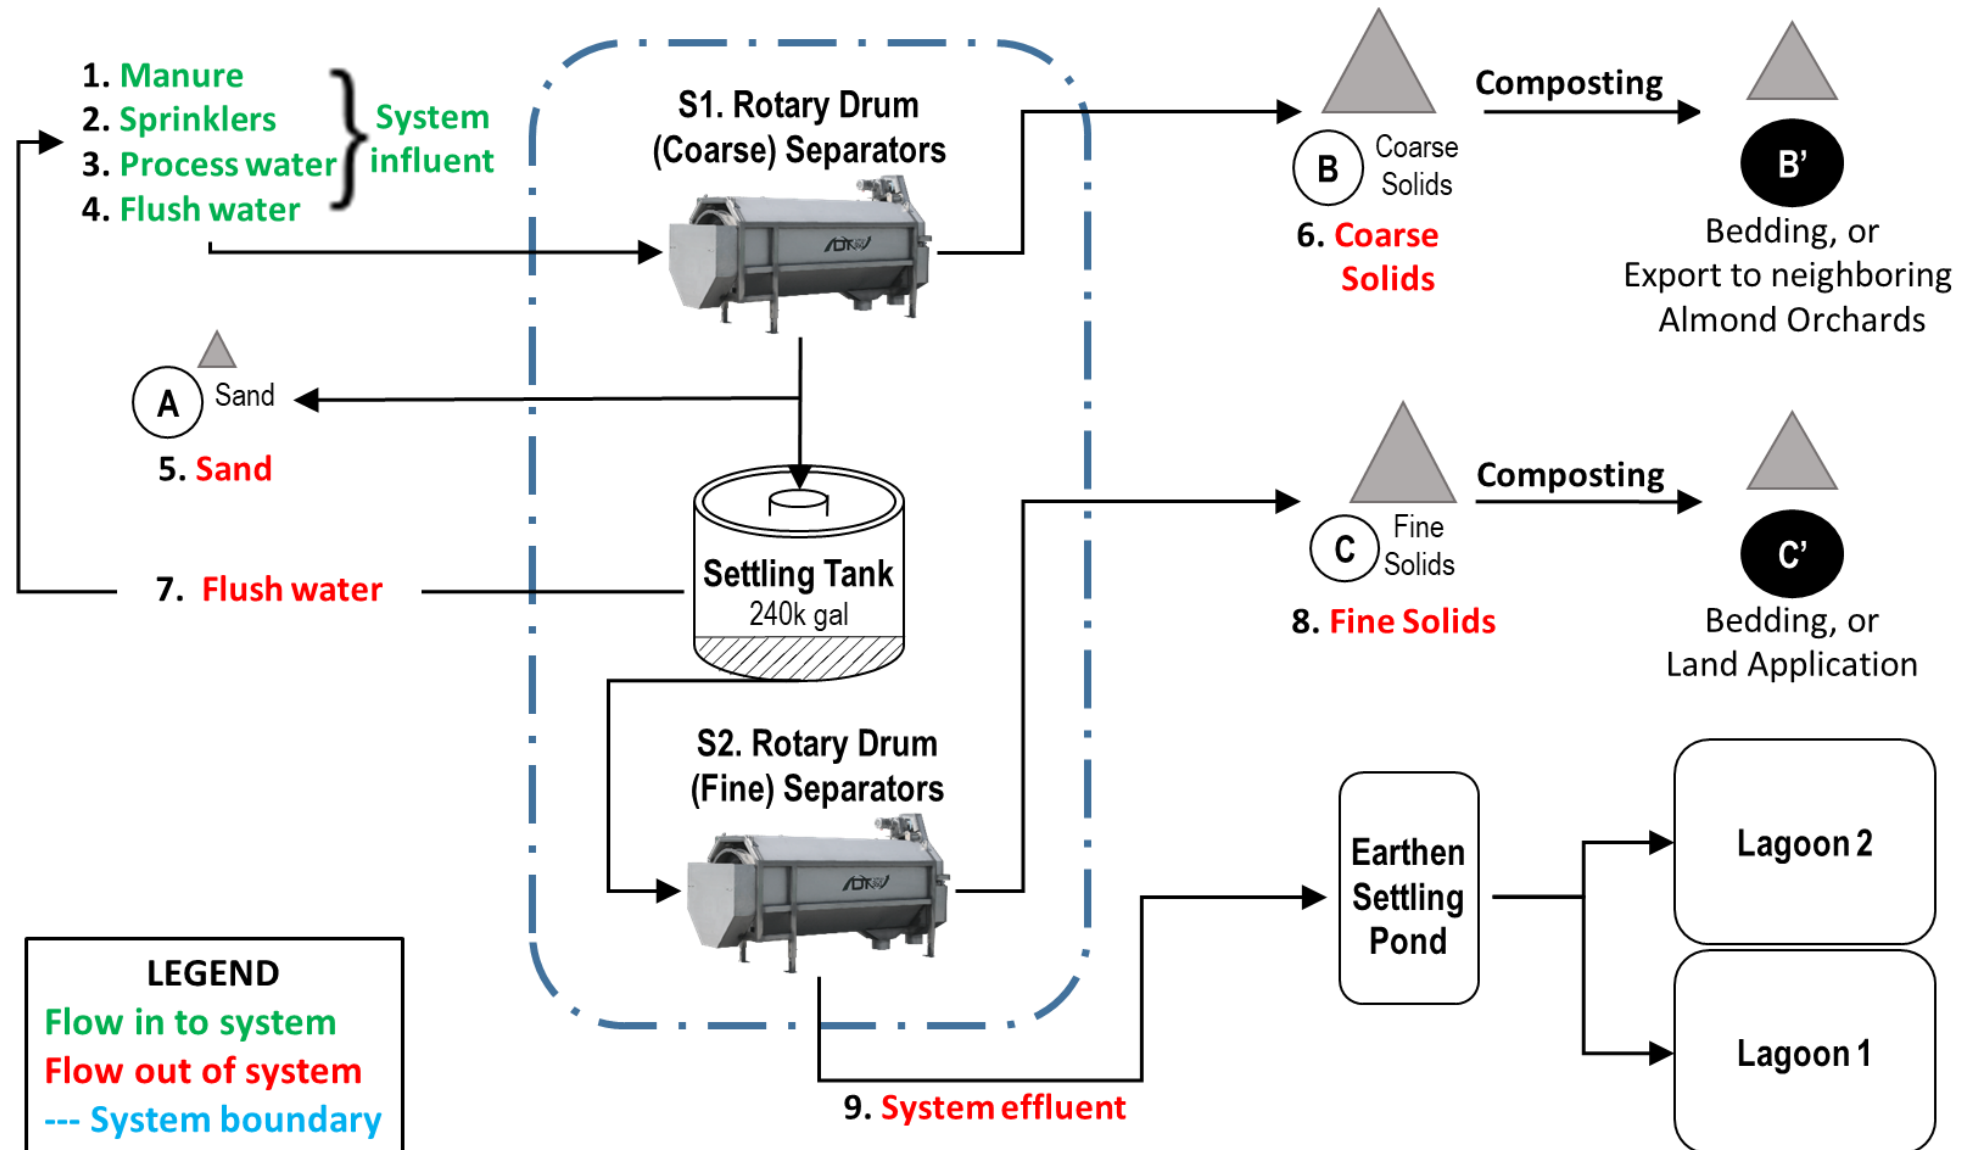 1. Manure
2. Sprinklers
3. Process water
4. Flush water
System
influent
S1. Rotary Drum
(Coarse) Separators
B
Coarse
Solids
6. Coarse
Solids
Composting
B’
Bedding, or
Export to neighboring
Almond Orchards
A
Sand
5. Sand
Settling Tank
240k gal
7. Flush water
C
Fine
Solids
8. Fine Solids
Composting
C’
Bedding, or
Land Application
S2. Rotary Drum
(Fine) Separators
Earthen
Settling
Pond
Lagoon 2
Lagoon 1
9. System effluent
LEGEND
Flow in to system
Flow out of system
--- System boundary